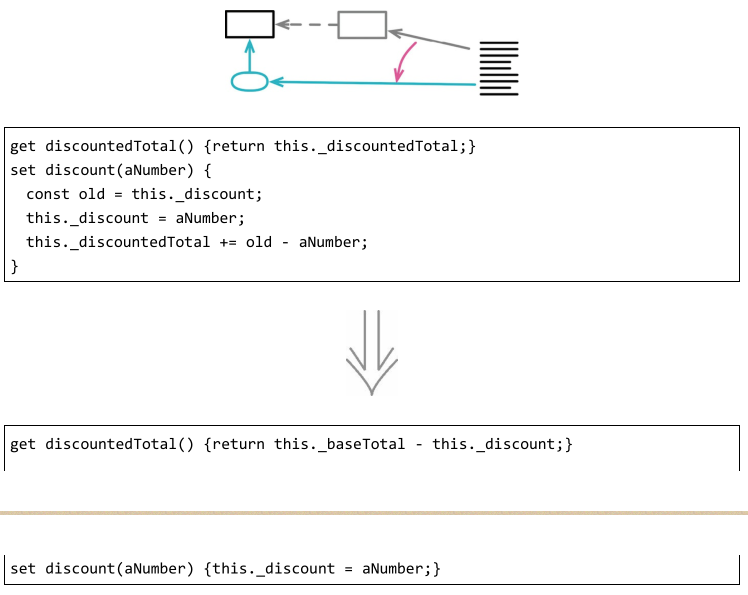 get discountedTotal() {return this._discountedTotal;}
set discount(aNumber) {
  const old = this._discount;
  this._discount = aNumber;
  this._discountedTotal += old - aNumber;
}
get discountedTotal() {return this._baseTotal - this._discount;}
set discount(aNumber) {this._discount = aNumber;}